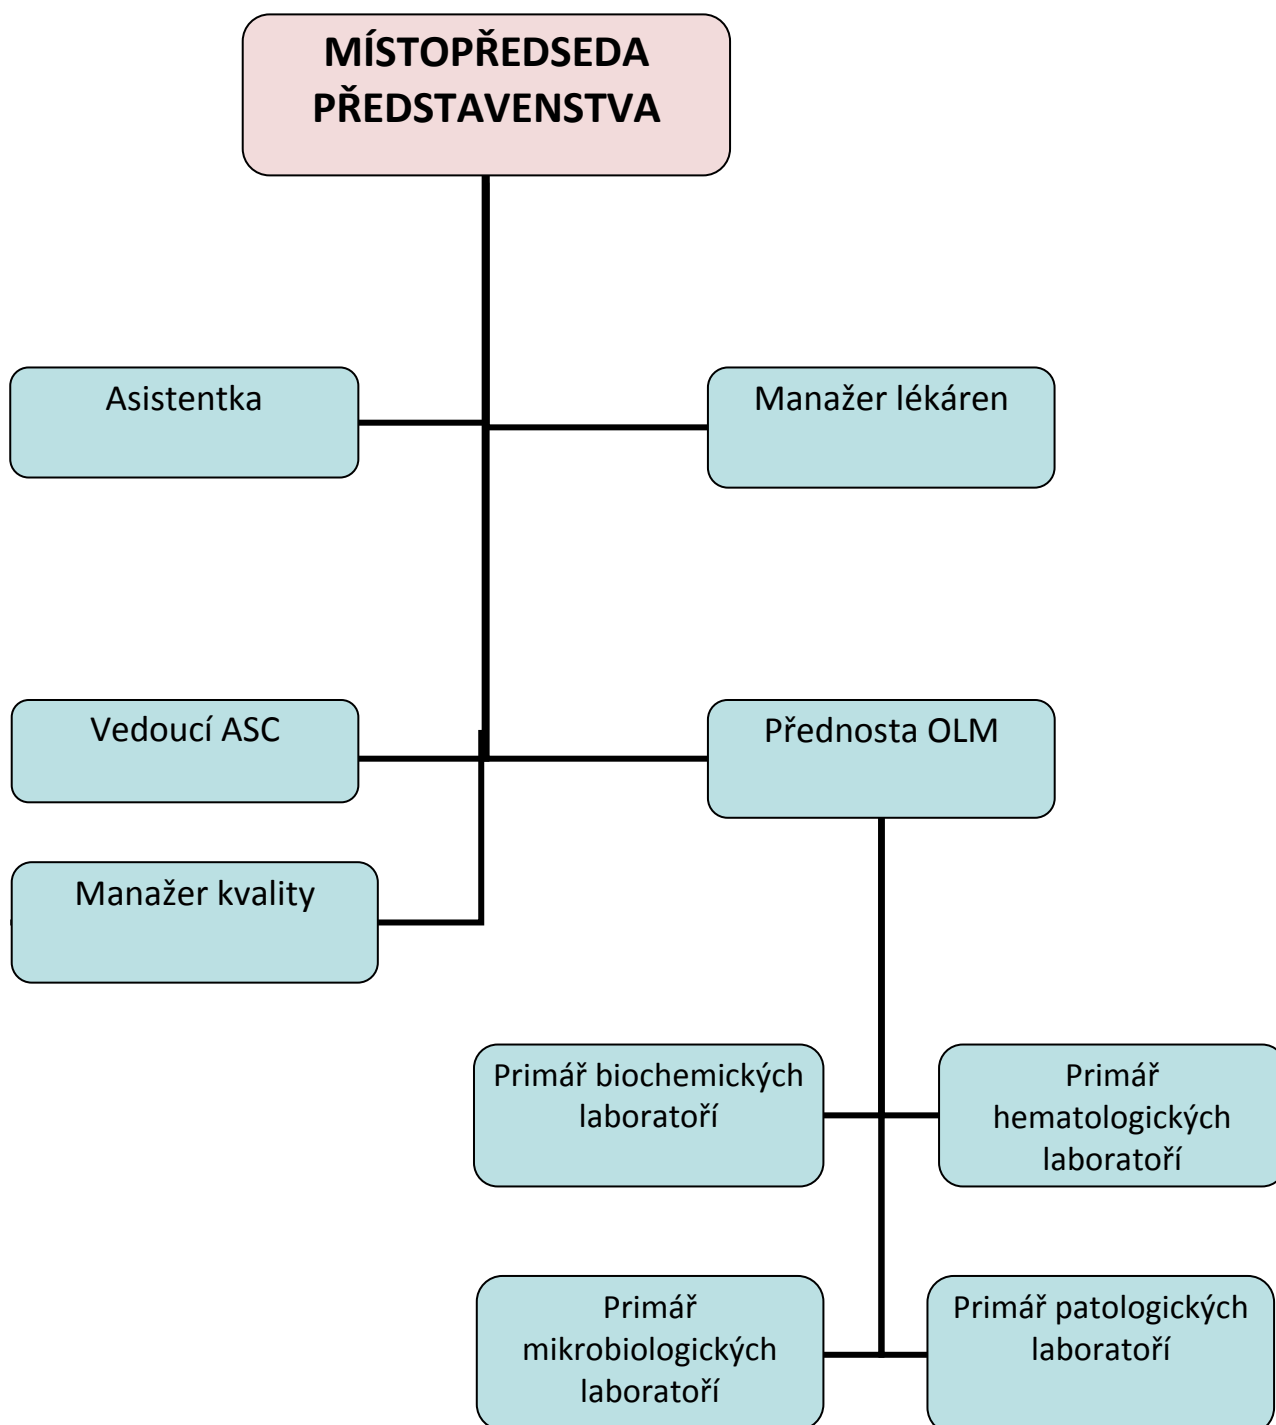 MÍSTOPŘEDSEDA
PŘEDSTAVENSTVA
Asistentka
Manažer lékáren
Vedoucí ASC
Přednosta OLM
Manažer kvality
Primář biochemických
laboratoří
Primář
hematologických
laboratoří
Primář
mikrobiologických
laboratoří
Primář patologických
laboratoří